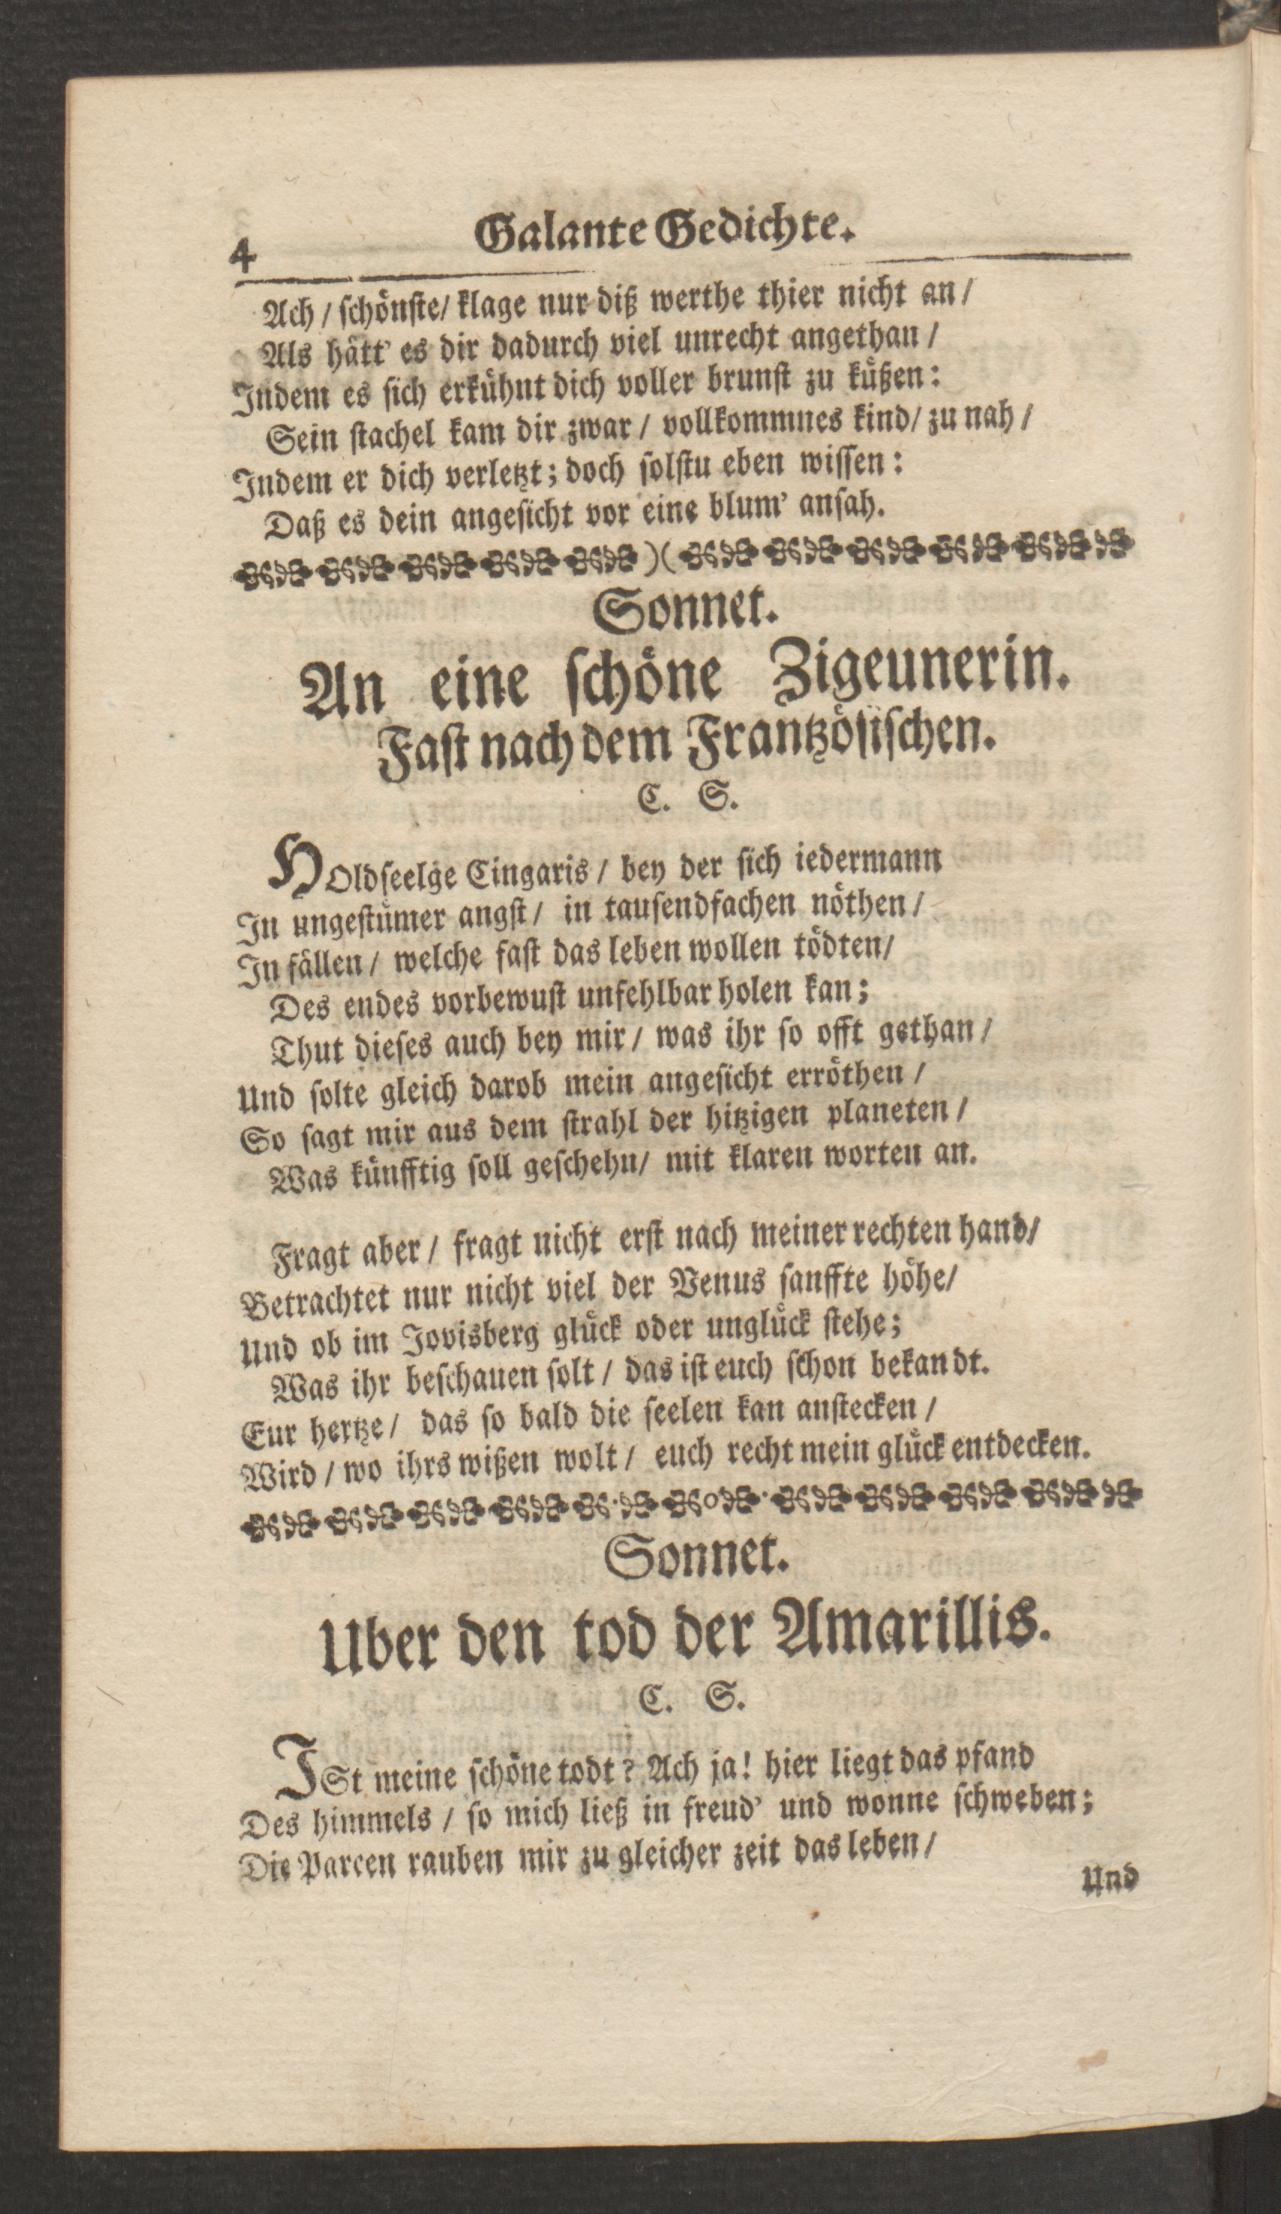 4
Galante Gedichte.
Ach / schönste / klage nur diß werthe thier nicht an /
Als hätt' es dir dadurch viel unrecht angethan /
Indem es sich erkühnt dich voller brunst zu küßen:
Sein stachel kam dir zwar / vollkommnes kind / zu nah /
Indem er dich verletzt; doch solstu eben wissen:
Daß es dein angesicht vor eine blum' ansah.
)(
Sonnet.
An eine schöne Zigeunerin.
Fast nach dem Frantzösischen.
C. S.
HOldseelge Cingaris / bey der sich iedermann
In ungestümer angst / in tausendfachen nöthen /
In fällen / welche fast das leben wollen tödten /
Des endes vorbewust unfehlbar holen kan;
Thut dieses auch bey mir / was ihr so offt gethan /
Und solte gleich darob mein angesicht erröthen /
So sagt mir aus dem strahl der hitzigen planeten /
Was künfftig soll geschehn / mit klaren worten an.
Fragt aber / fragt nicht erst nach meiner rechten hand /
Betrachtet nur nicht viel der Venus sanffte höhe /
Und ob im Jovisberg glück oder unglück stehe;
Was ihr beschauen solt / das ist euch schon bekandt.
Eur hertze / das so bald die seelen kan anstecken /
Wird / wo ihrs wißen wolt / euch recht mein glück entdecken.
Sonnet.
Uber den tod der Amarillis.
C. S.
ISt meine schöne todt? Ach ja! hier liegt das pfand
Des himmels / so mich ließ in freud' und wonne schweben;
Die Parcen rauben mir zu gleicher zeit das leben /
Und